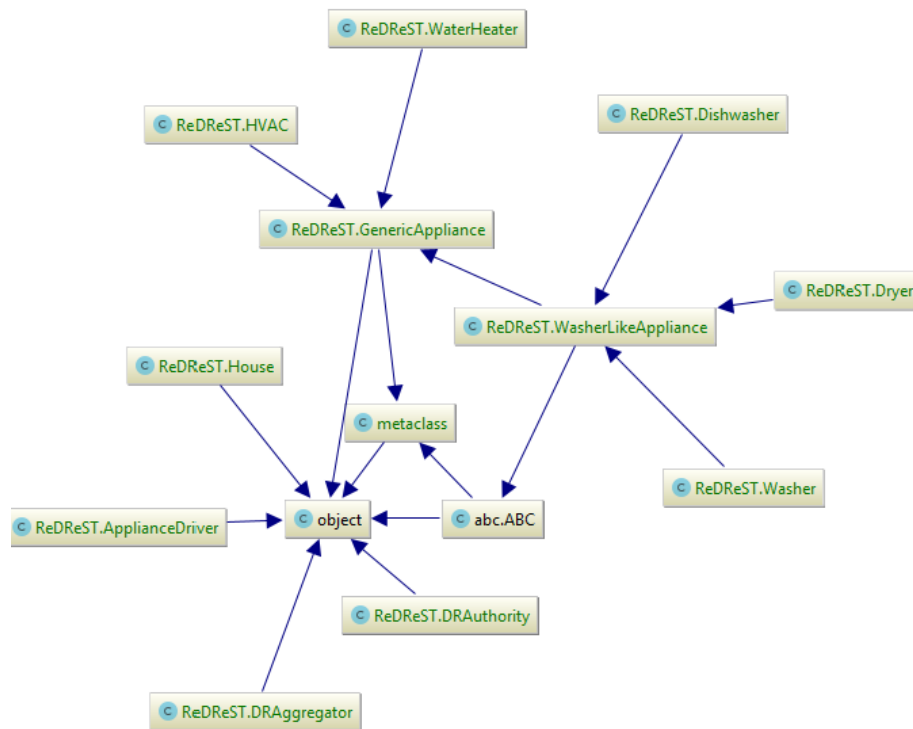 C ReDReST.WaterHeater
C ReDReST.HVAC
C ReDReST.Dishwasher
C ReDReST.GenericAppliance
C ReDReST.Dryer
C ReDReST.WasherLikeAppliance
C ReDReST.House
C metaclass
C ReDReST.Washer
C object
C abc.ABC
C ReDReST.ApplianceDriver
C ReDReST.DRAuthority
C ReDReST.DRAggregator